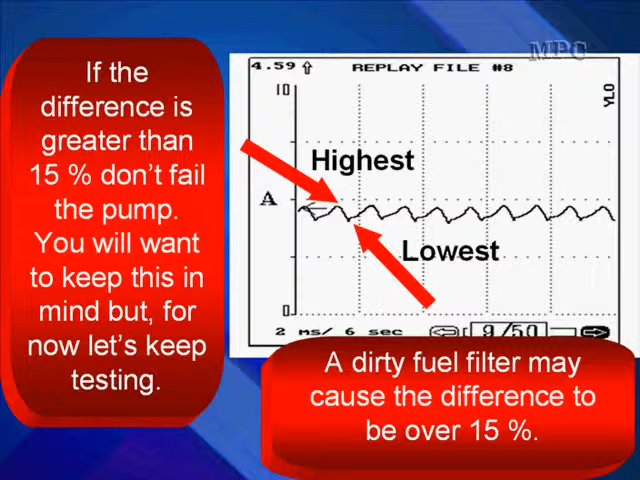 MPC
If the
difference is
greater than
15 % don't fail
the pump.
You will want
to keep this in
mind but, for
now let's keep
testing.
4.59 REPLAY FILE #8
10
YLO
Highest
A
Lowest
0
2 ms/ 6 sec 9/50
A dirty fuel filter may
cause the difference to
be over 15 %.